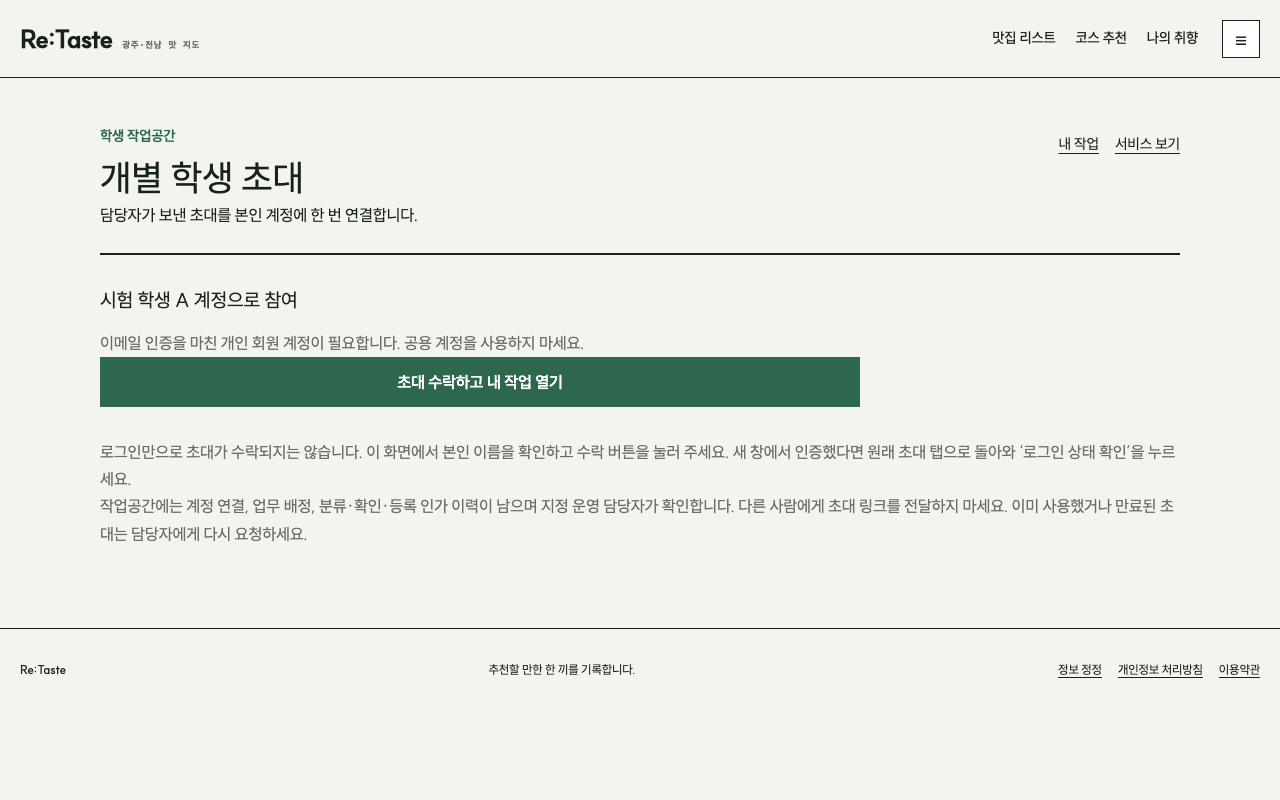 Re:Taste 광주·전남 맛 지도
맛집 리스트 코스 추천 나의 취향 ≡
학생 작업공간
내 작업 서비스 보기
개별 학생 초대
담당자가 보낸 초대를 본인 계정에 한 번 연결합니다.
시험 학생 A 계정으로 참여
이메일 인증을 마친 개인 회원 계정이 필요합니다. 공용 계정을 사용하지 마세요.
초대 수락하고 내 작업 열기
로그인만으로 초대가 수락되지는 않습니다. 이 화면에서 본인 이름을 확인하고 수락 버튼을 눌러 주세요. 새 창에서 인증했다면 원래 초대 탭으로 돌아와 ‘로그인 상태 확인’을 누르
세요.
작업공간에는 계정 연결, 업무 배정, 분류·확인·등록 인가 이력이 남으며 지정 운영 담당자가 확인합니다. 다른 사람에게 초대 링크를 전달하지 마세요. 이미 사용했거나 만료된 초
대는 담당자에게 다시 요청하세요.
Re:Taste
추천할 만한 한 끼를 기록합니다.
정보 정정 개인정보 처리방침 이용약관